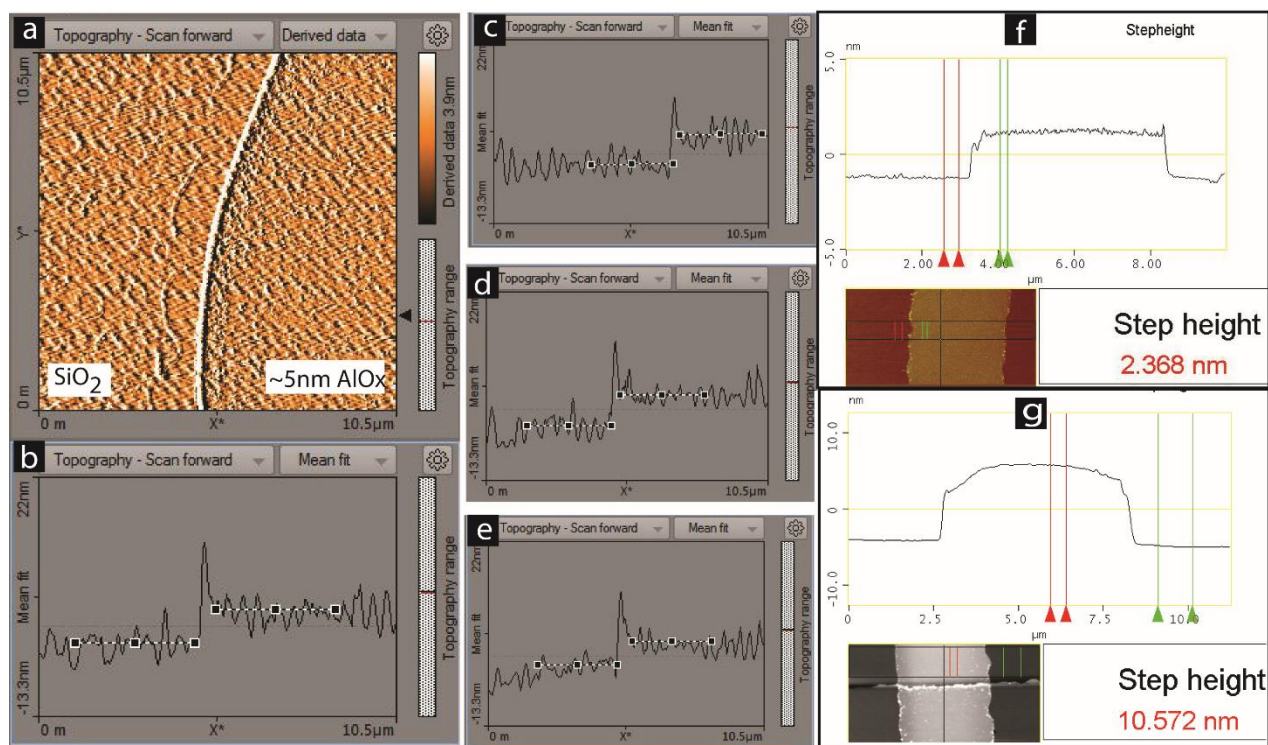 a
Topography - Scan forward
Derived data
10.5µm
Y*
0 m
Derived data 3.9nm
Topography range
SiO2
~5nm AlOx
0 m
X*
10.5µm
b
Topography - Scan forward
Mean fit
22nm
Mean fit
-13.3nm
Topography range
0 m
X*
10.5µm
c
Topography - Scan forward
Mean fit
22nm
Mean fit
-13.3nm
Topography range
0 m
X*
10.5µm
d
Topography - Scan forward
Mean fit
22nm
Mean fit
-13.3nm
Topography range
0 m
X*
10.5µm
e
Topography - Scan forward
Mean fit
22nm
Mean fit
-13.3nm
Topography range
0 m
X*
10.5µm
f
Stepheight
nm
5.0
0
-5.0
0
2.00
4.00
6.00
8.00
µm
Step height
2.368 nm
g
nm
10.0
0
-10.0
0
2.5
5.0
7.5
10.0
µm
Step height
10.572 nm